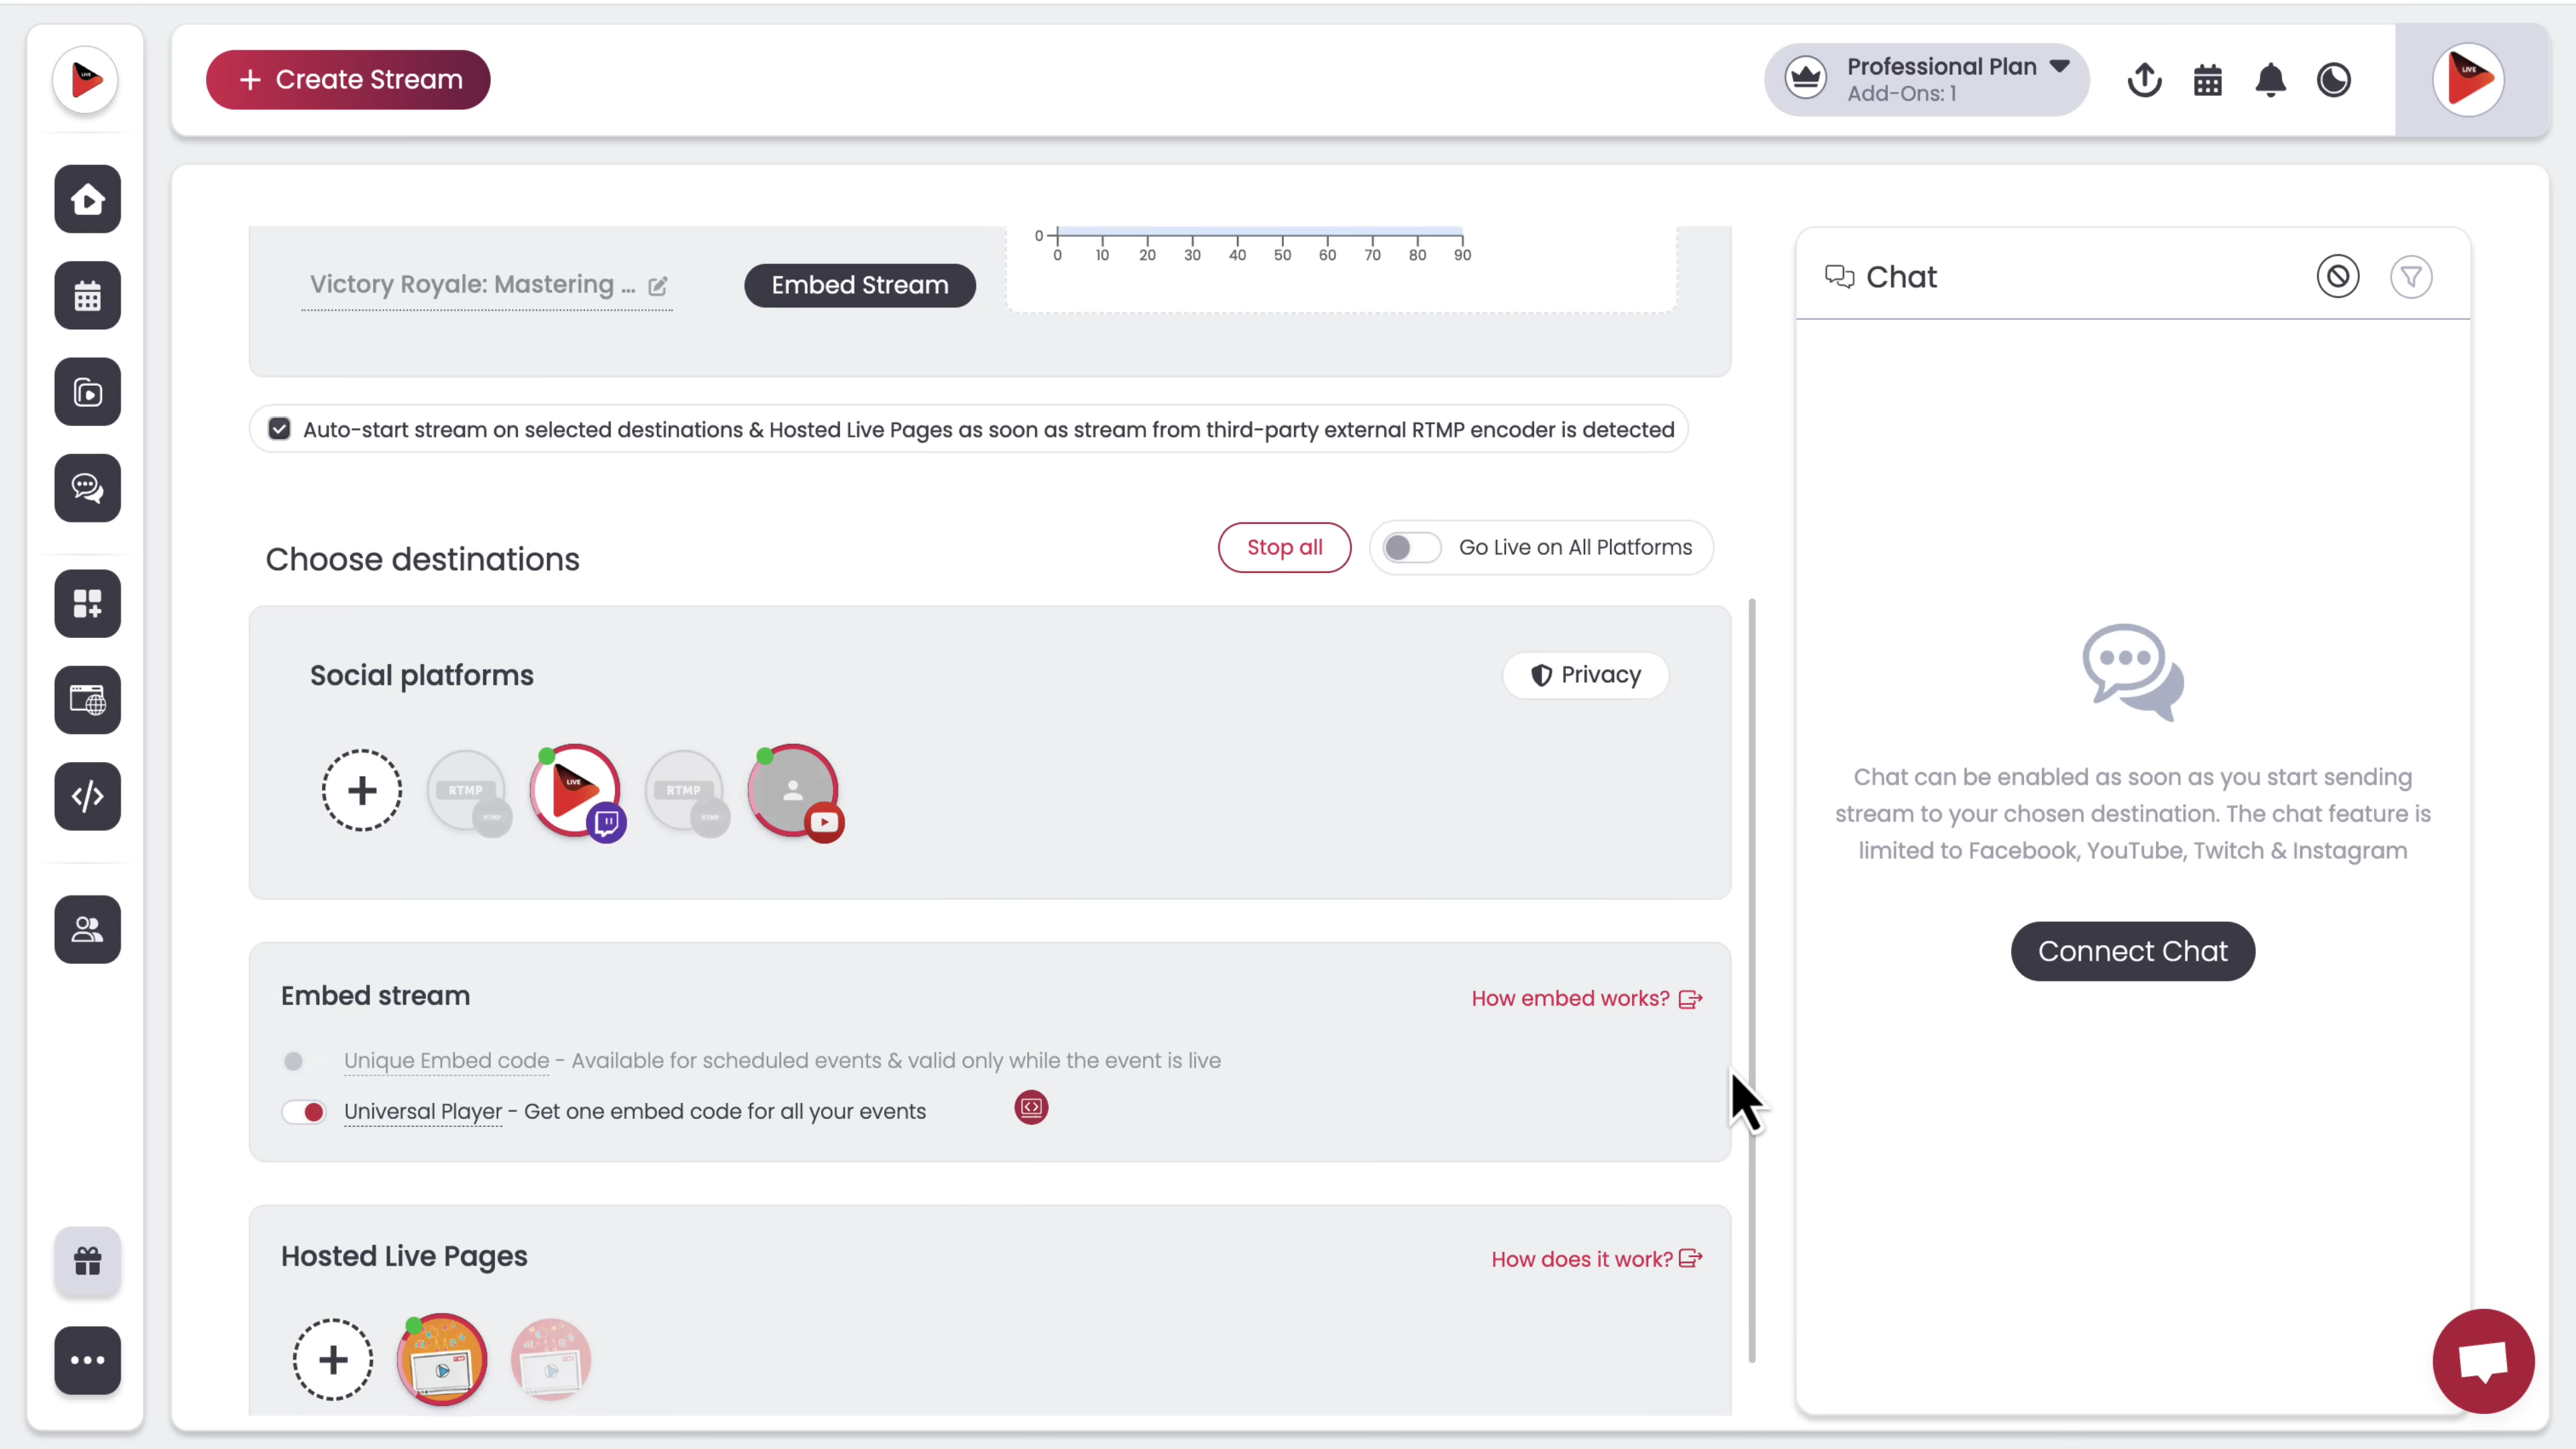 LIVE
+ Create Stream
Professional Plan
Add-Ons: 1
LIVE
0
0 10 20 30 40 50 60 70 80 90
Victory Royale: Mastering ...
Embed Stream
Chat
Auto-start stream on selected destinations & Hosted Live Pages as soon as stream from third-party external RTMP encoder is detected
Choose destinations
Stop all
Go Live on All Platforms
Social platforms
Privacy
RTMP
RTMP
LIVE
RTMP
RTMP
Chat can be enabled as soon as you start sending
stream to your chosen destination. The chat feature is
limited to Facebook, YouTube, Twitch & Instagram
Connect Chat
Embed stream
How embed works?
Unique Embed code - Available for scheduled events & valid only while the event is live
Universal Player - Get one embed code for all your events
Hosted Live Pages
How does it work?